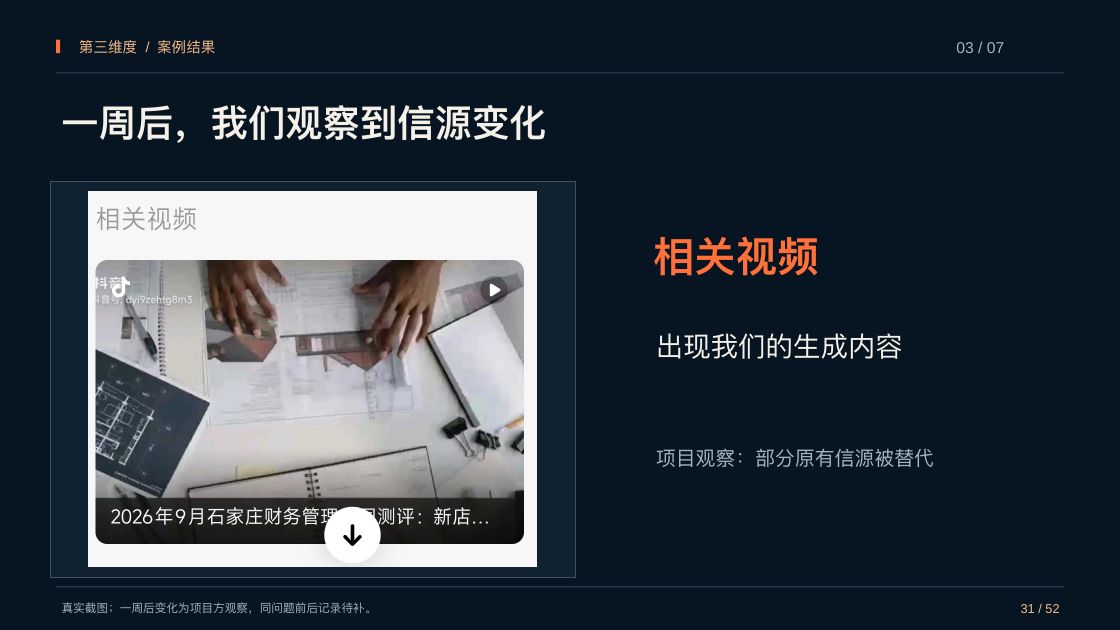 第三维度 / 案例结果
03 / 07
一周后，我们观察到信源变化
相关视频
抖音
抖音号: dyi9zehtg8m3
2026年9月石家庄财务管理 测评：新店...
相关视频
出现我们的生成内容
项目观察：部分原有信源被替代
真实截图；一周后变化为项目方观察，同问题前后记录待补。
31 / 52